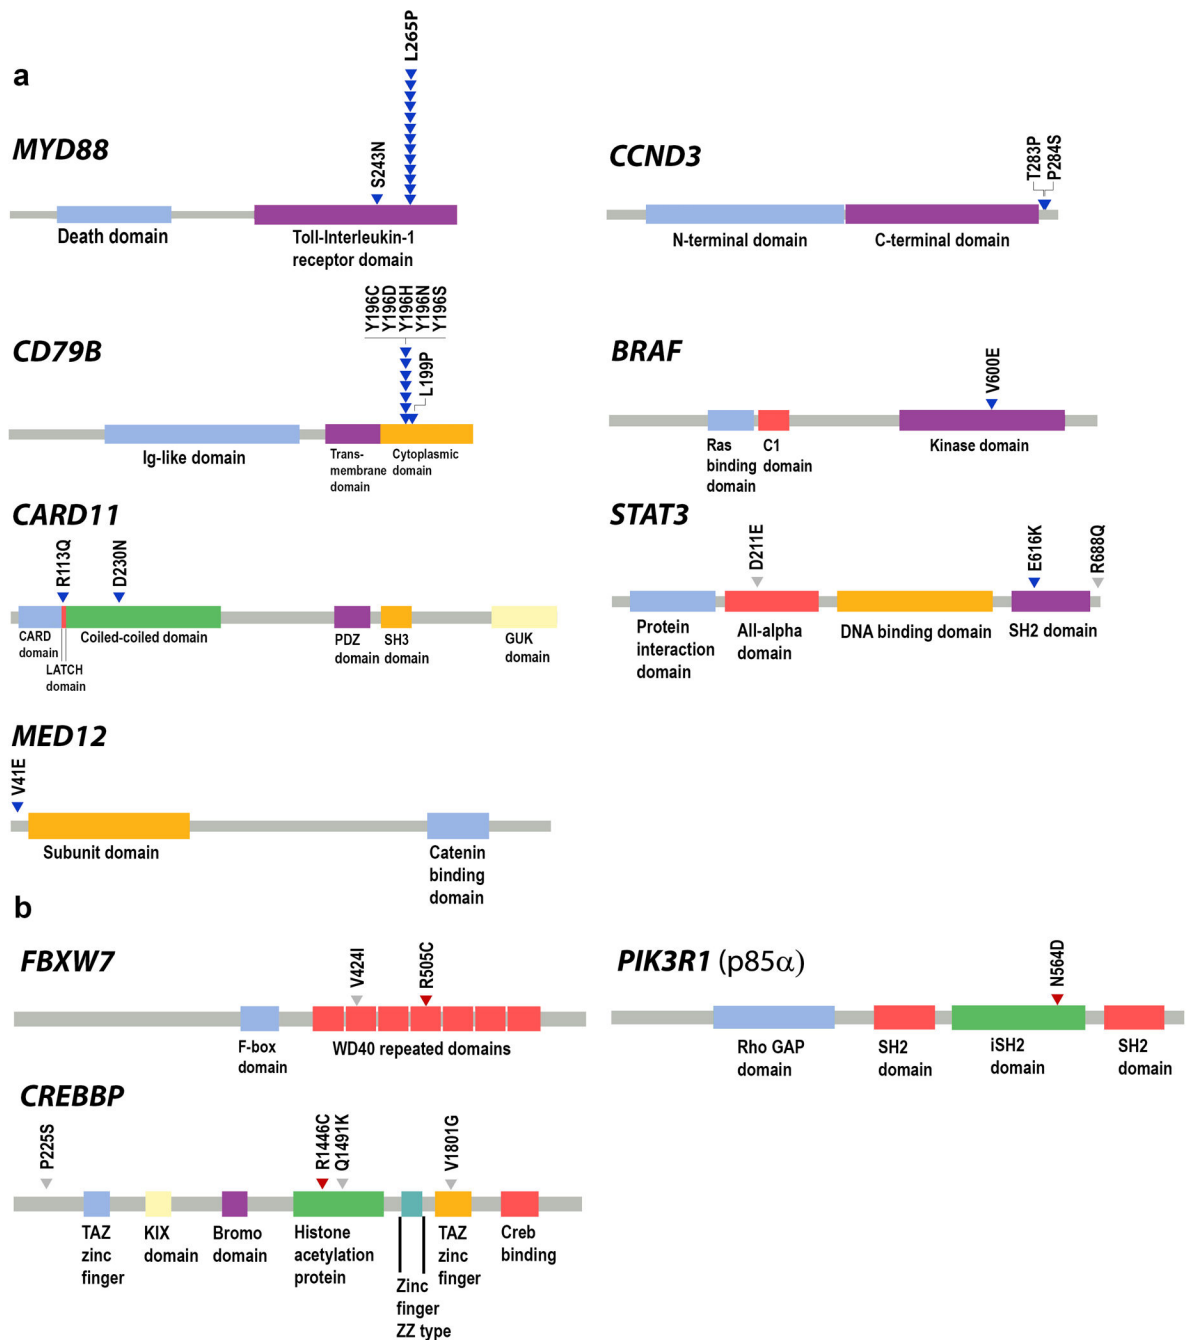 a
MYD88
S243N
L265P
Death domain
Toll-Interleukin-1
receptor domain
CCND3
T283P
P284S
N-terminal domain
C-terminal domain
CD79B
Y196C
Y196D
Y196H
Y196N
Y196S
L199P
Ig-like domain
Trans-
membrane
domain
Cytoplasmic
domain
BRAF
V600E
Ras
binding
domain
C1
domain
Kinase domain
CARD11
R113Q
D230N
CARD
domain
LATCH
domain
Coiled-coiled domain
PDZ
domain
SH3
domain
GUK
domain
STAT3
D211E
E616K
R688Q
Protein
interaction
domain
All-alpha
domain
DNA binding domain
SH2 domain
MED12
V41E
Subunit domain
Catenin
binding
domain
b
FBXW7
V424I
R505C
F-box
domain
WD40 repeated domains
PIK3R1 (p85α)
N564D
Rho GAP
domain
SH2
domain
iSH2
domain
SH2
domain
CREBBP
P225S
R1446C
Q1491K
V1801G
TAZ
zinc
finger
KIX
domain
Bromo
domain
Histone
acetylation
protein
Zinc
finger
ZZ type
TAZ
zinc
finger
Creb
binding